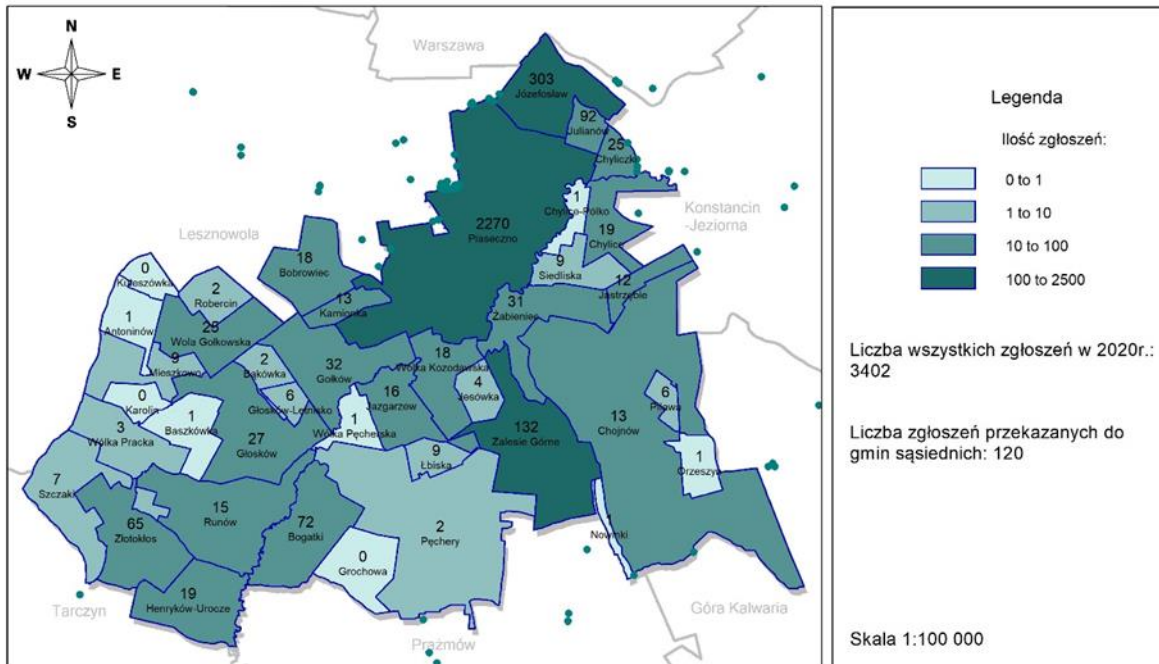 N
W E
S
Warszawa
303
Józefosław
92
Julianów
25
Chyliczki
1
Chylice-Pólko
Konstancin
-Jeziorna
2270
Piaseczno
19
Chylice
Lesznowola
18
Bobrowiec
9
Siedliska
12
Jastrzębie
0
Kuleszówka
2
Robercin
13
Kamionka
31
Żabieniec
1
Antoninów
25
Wola Gołkowska
9
Mieszkowo
2
Bąkówka
32
Gołków
18
Wólka Kozodawska
4
Jesówka
6
Pilawa
0
Karolin
6
Głosków-Letnisko
16
Jazgarzew
13
Chojnów
3
Wólka Pracka
1
Baszkówka
27
Głosków
1
Wólka Pęcherska
132
Zalesie Górne
9
Łbiska
1
Orzeszyn
7
Szczaki
65
Złotokłos
15
Runów
72
Bogatki
2
Pęchery
1
Nowinki
0
Grochowa
19
Henryków-Urocze
Tarczyn
Prażmów
Góra Kalwaria
Legenda
Ilość zgłoszeń:
0 to 1
1 to 10
10 to 100
100 to 2500
Liczba wszystkich zgłoszeń w 2020r.:
3402
Liczba zgłoszeń przekazanych do
gmin sąsiednich: 120
Skala 1:100 000